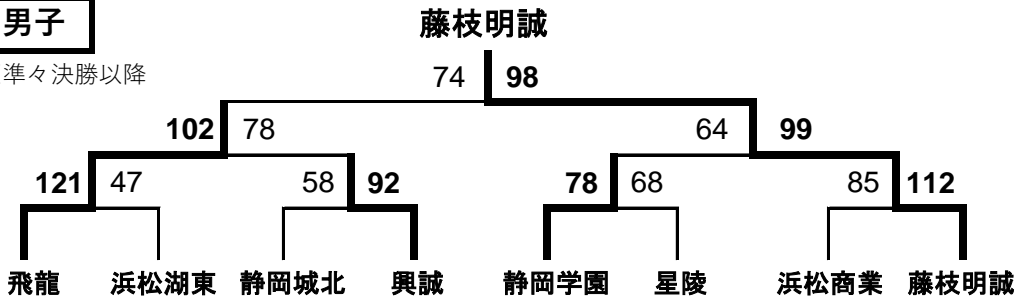 男子
藤枝明誠
準々決勝以降
74 98
102 78 64 99
121 47 58 92 78 68 85 112
飛龍 浜松湖東 静岡城北 興誠 静岡学園 星陵 浜松商業 藤枝明誠